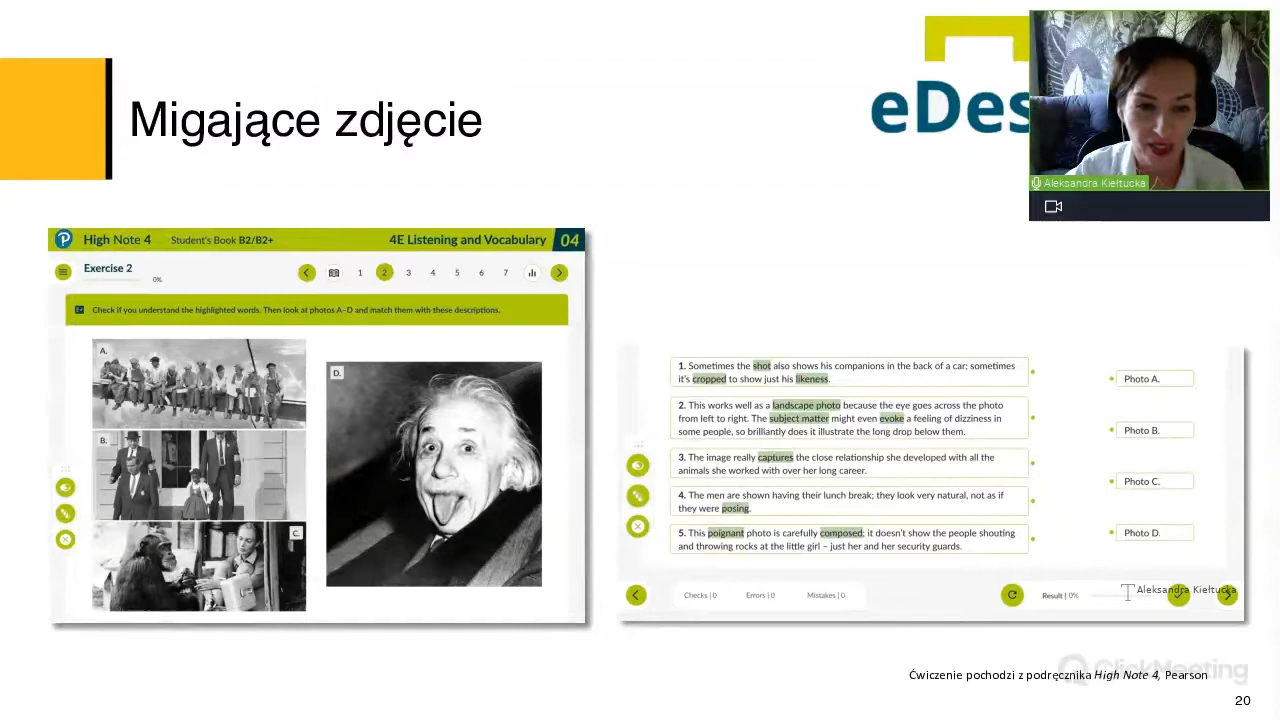 Migające zdjęcie
eDes
Aleksandra Kiełtucka
High Note 4 Student's Book B2/B2+ 4E Listening and Vocabulary 04
Exercise 2
0%
1 2 3 4 5 6 7
Check if you understand the highlighted words. Then look at photos A–D and match them with these descriptions.
A.
B.
C.
D.
1. Sometimes the shot also shows his companions in the back of a car; sometimes
it's cropped to show just his likeness.
2. This works well as a landscape photo because the eye goes across the photo
from left to right. The subject matter might even evoke a feeling of dizziness in
some people, so brilliantly does it illustrate the long drop below them.
3. The image really captures the close relationship she developed with all the
animals she worked with over her long career.
4. The men are shown having their lunch break; they look very natural, not as if
they were posing.
5. This poignant photo is carefully composed; it doesn't show the people shouting
and throwing rocks at the little girl – just her and her security guards.
Photo A.
Photo B.
Photo C.
Photo D.
Checks | 0 Errors | 0 Mistakes | 0
Result | 0%
Aleksandra Kiełtucka
ClickMeeting
Ćwiczenie pochodzi z podręcznika High Note 4, Pearson
20